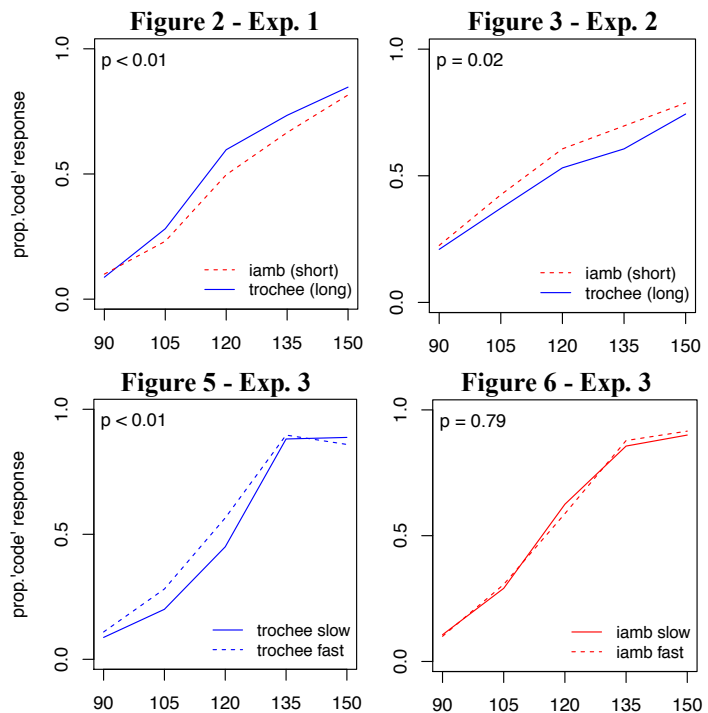 Figure 2 - Exp. 1
1.0
p < 0.01
prop.'code' response
0.5
iamb (short)
trochee (long)
0.0
90 105 120 135 150
Figure 3 - Exp. 2
1.0
p = 0.02
0.5
iamb (short)
trochee (long)
0.0
90 105 120 135 150
Figure 5 - Exp. 3
1.0
p < 0.01
prop.'code' response
0.5
trochee slow
trochee fast
0.0
90 105 120 135 150
Figure 6 - Exp. 3
1.0
p = 0.79
0.5
iamb slow
iamb fast
0.0
90 105 120 135 150